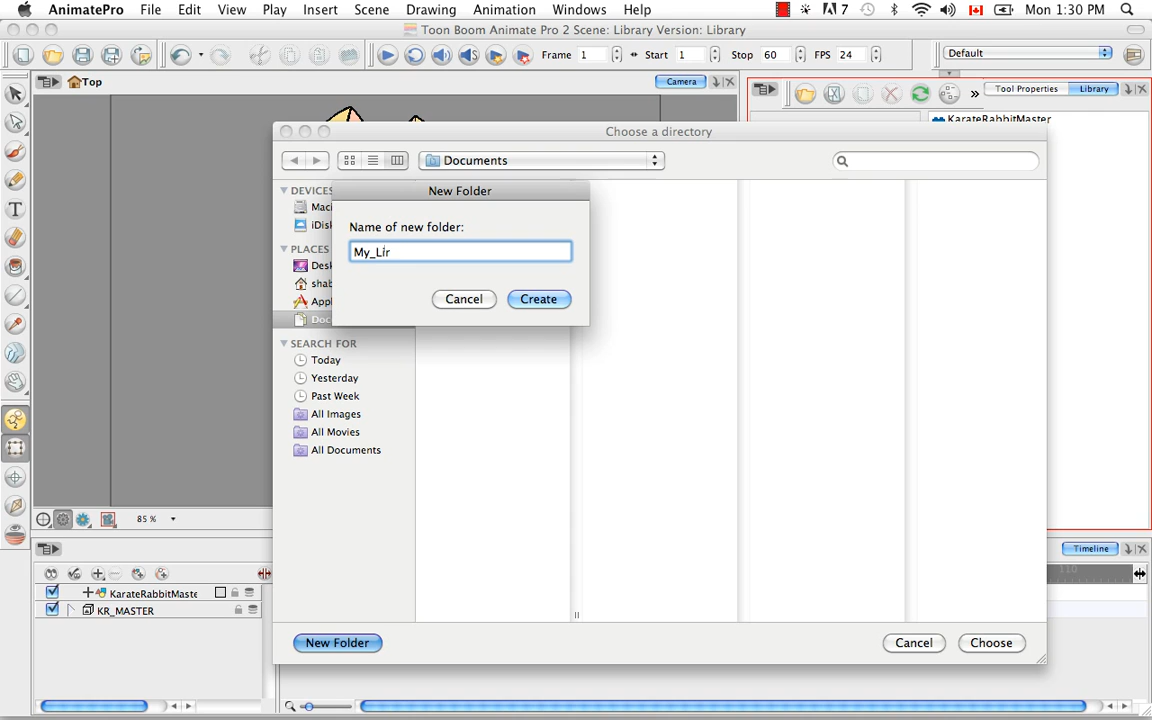 AnimatePro File Edit View Play Insert Scene Drawing Animation Windows Help 7 Mon 1:30 PM
Toon Boom Animate Pro 2 Scene: Library Version: Library
Frame 1 Start 1 Stop 60 FPS 24 Default
Top Camera Tool Properties Library
KarateRabbitMaster
Choose a directory
Documents
DEVICES
New Folder
Name of new folder:
My_Lir
Cancel Create
PLACES
SEARCH FOR
Today
Yesterday
Past Week
All Images
All Movies
All Documents
85 %
Timeline
110
KarateRabbitMaste
KR_MASTER
New Folder Cancel Choose